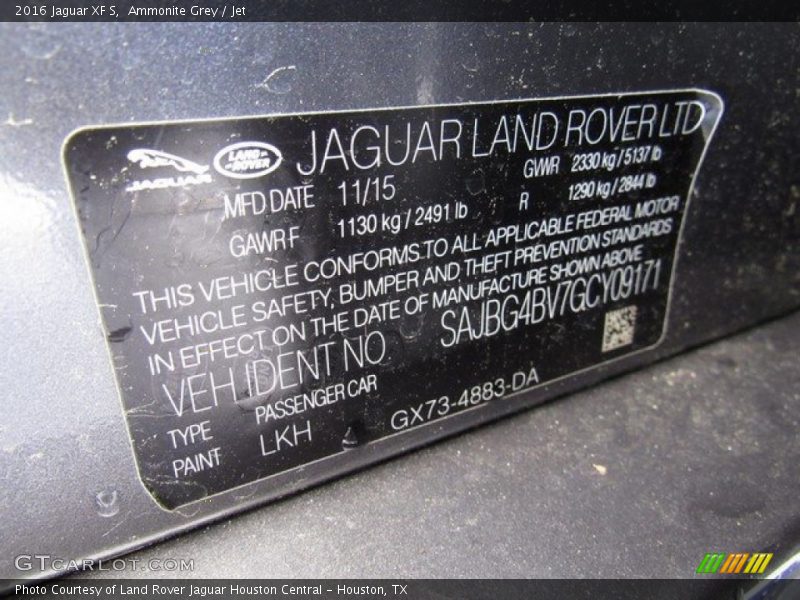 2016 Jaguar XF S, Ammonite Grey / Jet
JAGUAR LAND-ROVER JAGUAR LAND ROVER LTD
MFD DATE 11/15 GWR 2330 kg / 5137 lb
GAWR F 1130 kg / 2491 lb R 1290 kg / 2844 lb
THIS VEHICLE CONFORMS TO ALL APPLICABLE FEDERAL MOTOR
VEHICLE SAFETY, BUMPER AND THEFT PREVENTION STANDARDS
IN EFFECT ON THE DATE OF MANUFACTURE SHOWN ABOVE
VEH IDENT NO SAJBG4BV7GCY09171
TYPE PASSENGER CAR
PAINT LKH GX73-4883-DA
GTCARLOT.COM
Photo Courtesy of Land Rover Jaguar Houston Central - Houston, TX